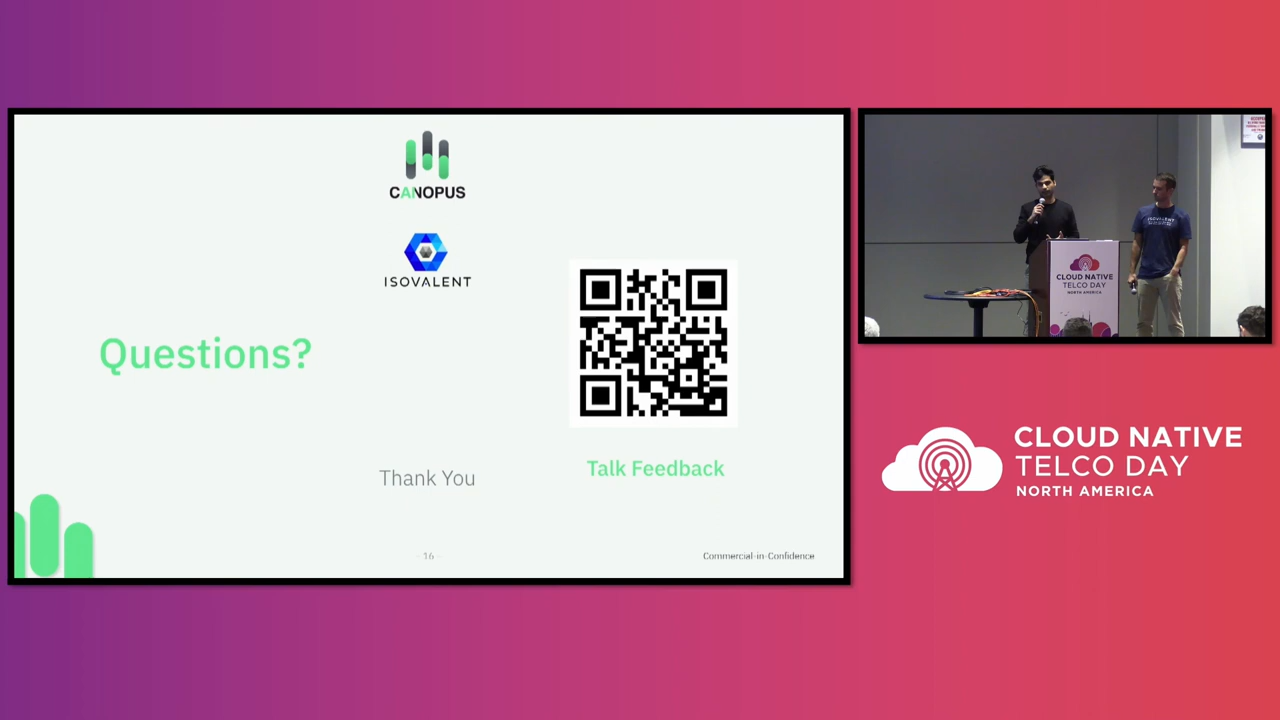 CANOPUS
ISOVALENT
Questions?
Talk Feedback
Thank You
- 16 -
Commercial-in-Confidence
ISOVALENT
CLOUD NATIVE
TELCO DAY
NORTH AMERICA
CLOUD NATIVE
TELCO DAY
NORTH AMERICA